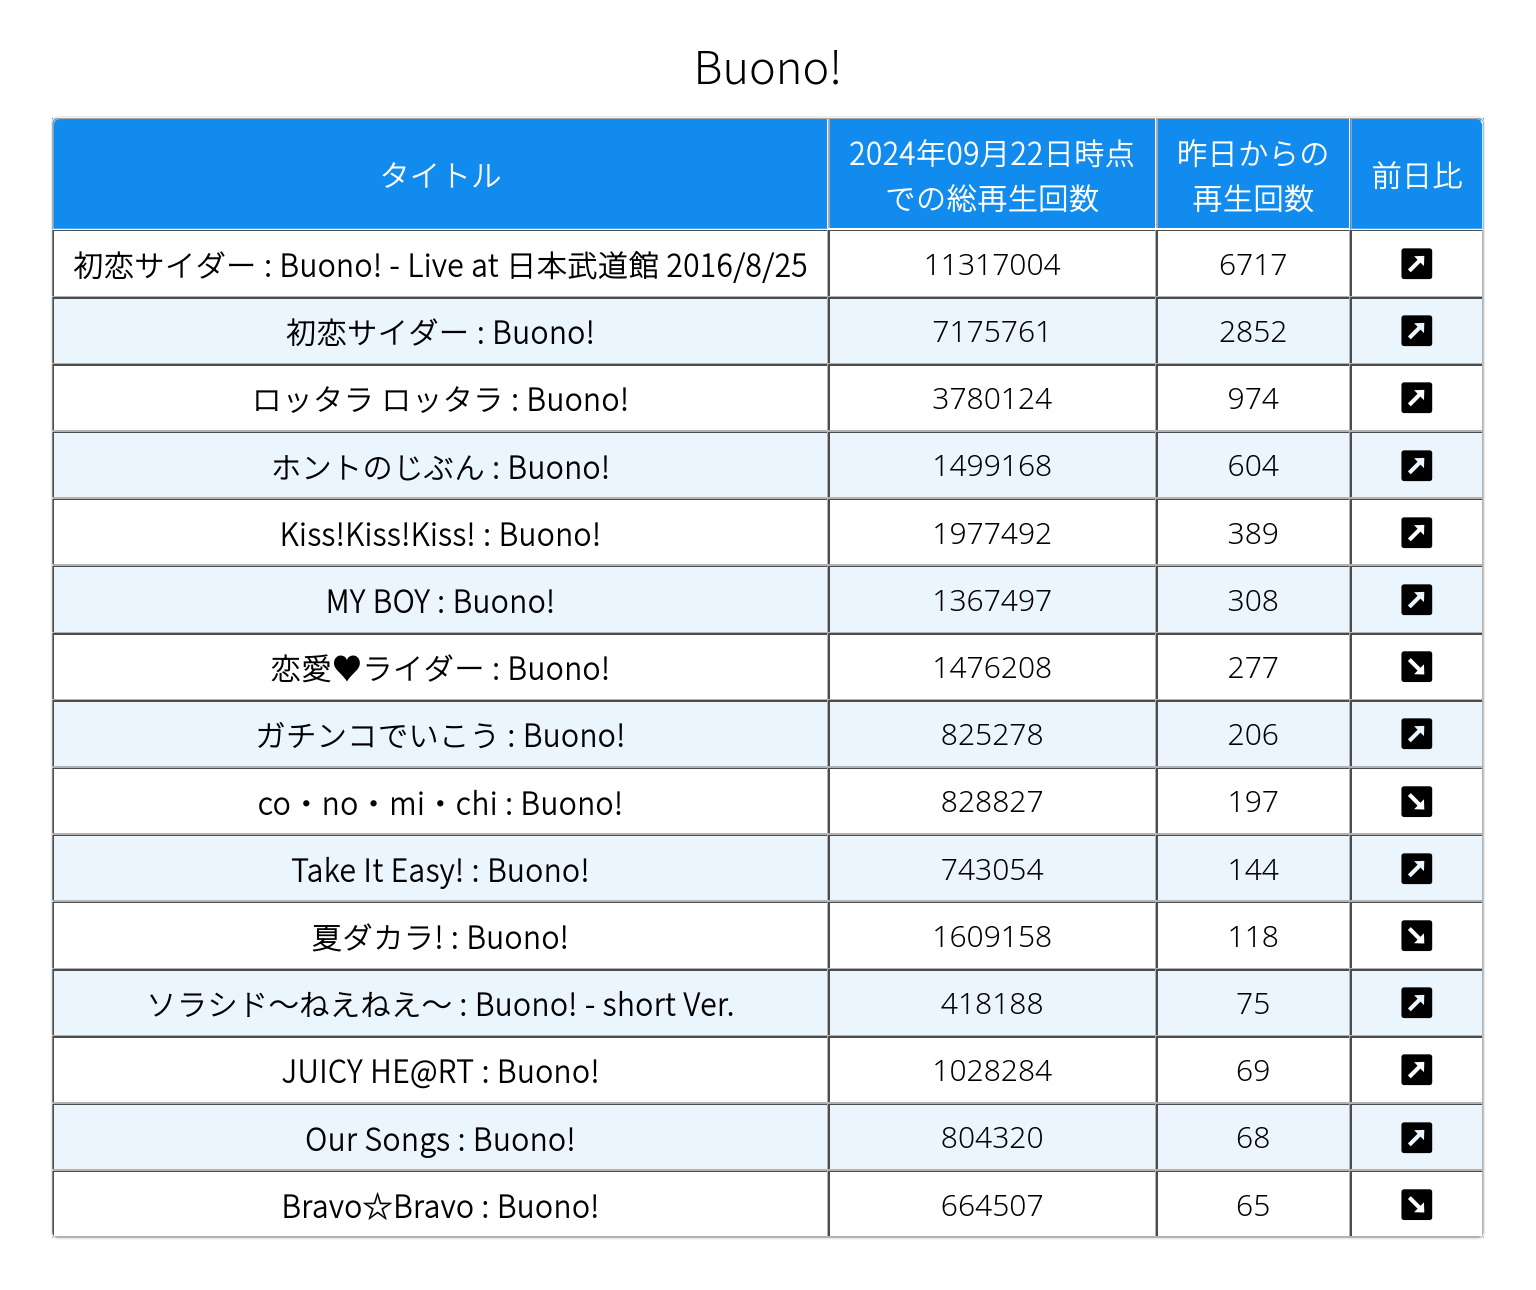 Buono!
タイトル
2024年09月22日時点
での総再生回数
昨日からの
再生回数
前日比
初恋サイダー : Buono! - Live at 日本武道館 2016/8/25 11317004 6717 ↗
初恋サイダー : Buono! 7175761 2852 ↗
ロッタラ ロッタラ : Buono! 3780124 974 ↗
ホントのじぶん : Buono! 1499168 604 ↗
Kiss!Kiss!Kiss! : Buono! 1977492 389 ↗
MY BOY : Buono! 1367497 308 ↗
恋愛♥ライダー : Buono! 1476208 277 ↘
ガチンコでいこう : Buono! 825278 206 ↗
co・no・mi・chi : Buono! 828827 197 ↘
Take It Easy! : Buono! 743054 144 ↗
夏ダカラ! : Buono! 1609158 118 ↘
ソラシド～ねえねえ～ : Buono! - short Ver. 418188 75 ↗
JUICY HE@RT : Buono! 1028284 69 ↗
Our Songs : Buono! 804320 68 ↗
Bravo☆Bravo : Buono! 664507 65 ↘